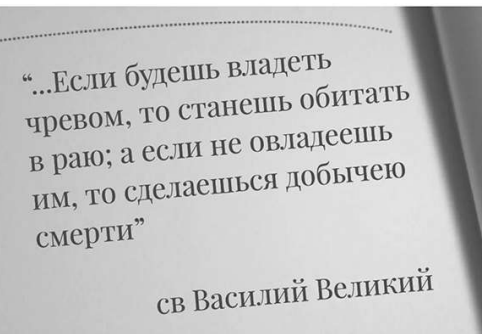 “...Если будешь владеть
чревом, то станешь обитать
в раю; а если не овладеешь
им, то сделаешься добычею
смерти”
св Василий Великий